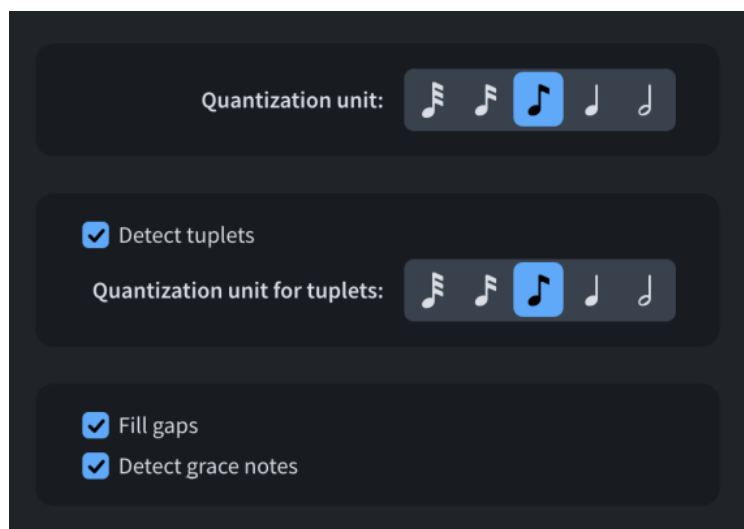 Quantization unit:
Detect tuplets
Quantization unit for tuplets:
Fill gaps
Detect grace notes